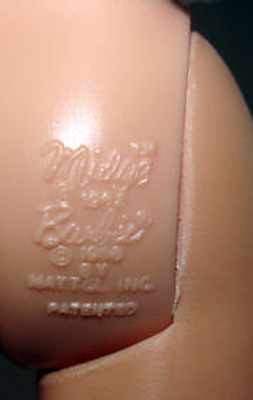 Midge™
©
Barbie®
©
BY
MATTEL, INC.
PATENTED